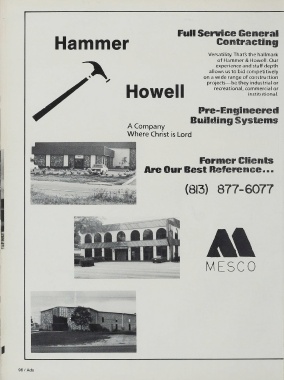 Hammer
Howell
A Company
Where Christ is Lord
Full Service General
Contracting
Versatility. That's the hallmark
of Hammer & Howell. Our
experience and staff depth
allows us to bid competitively
on a wide range of construction
projects—be they industrial or
recreational, commercial or
institutional.
Pre-Engineered
Building Systems
Former Clients
Are Our Best Reference...
(813) 877-6077
MESCO
98 / Ads